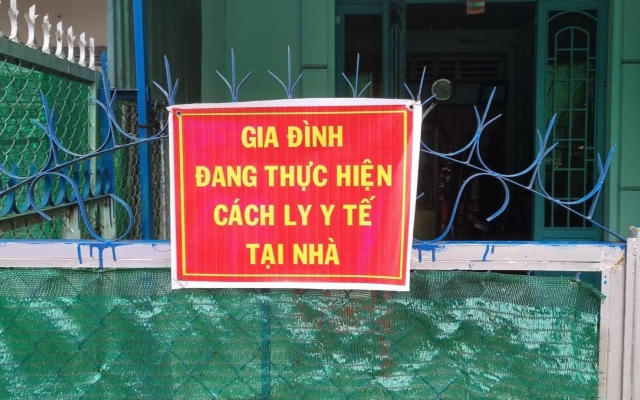 GIA ĐÌNH
ĐANG THỰC HIỆN
CÁCH LY Y TẾ
TẠI NHÀ